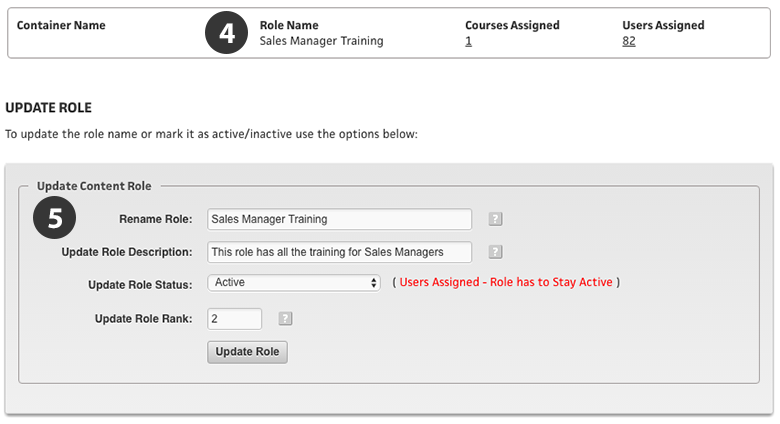 Container Name
4
Role Name
Courses Assigned
Users Assigned
Sales Manager Training
1
82
UPDATE ROLE
To update the role name or mark it as active/inactive use the options below:
Update Content Role
5
Rename Role: Sales Manager Training ?
Update Role Description: This role has all the training for Sales Managers ?
Update Role Status: Active ( Users Assigned - Role has to Stay Active )
Update Role Rank: 2 ?
Update Role